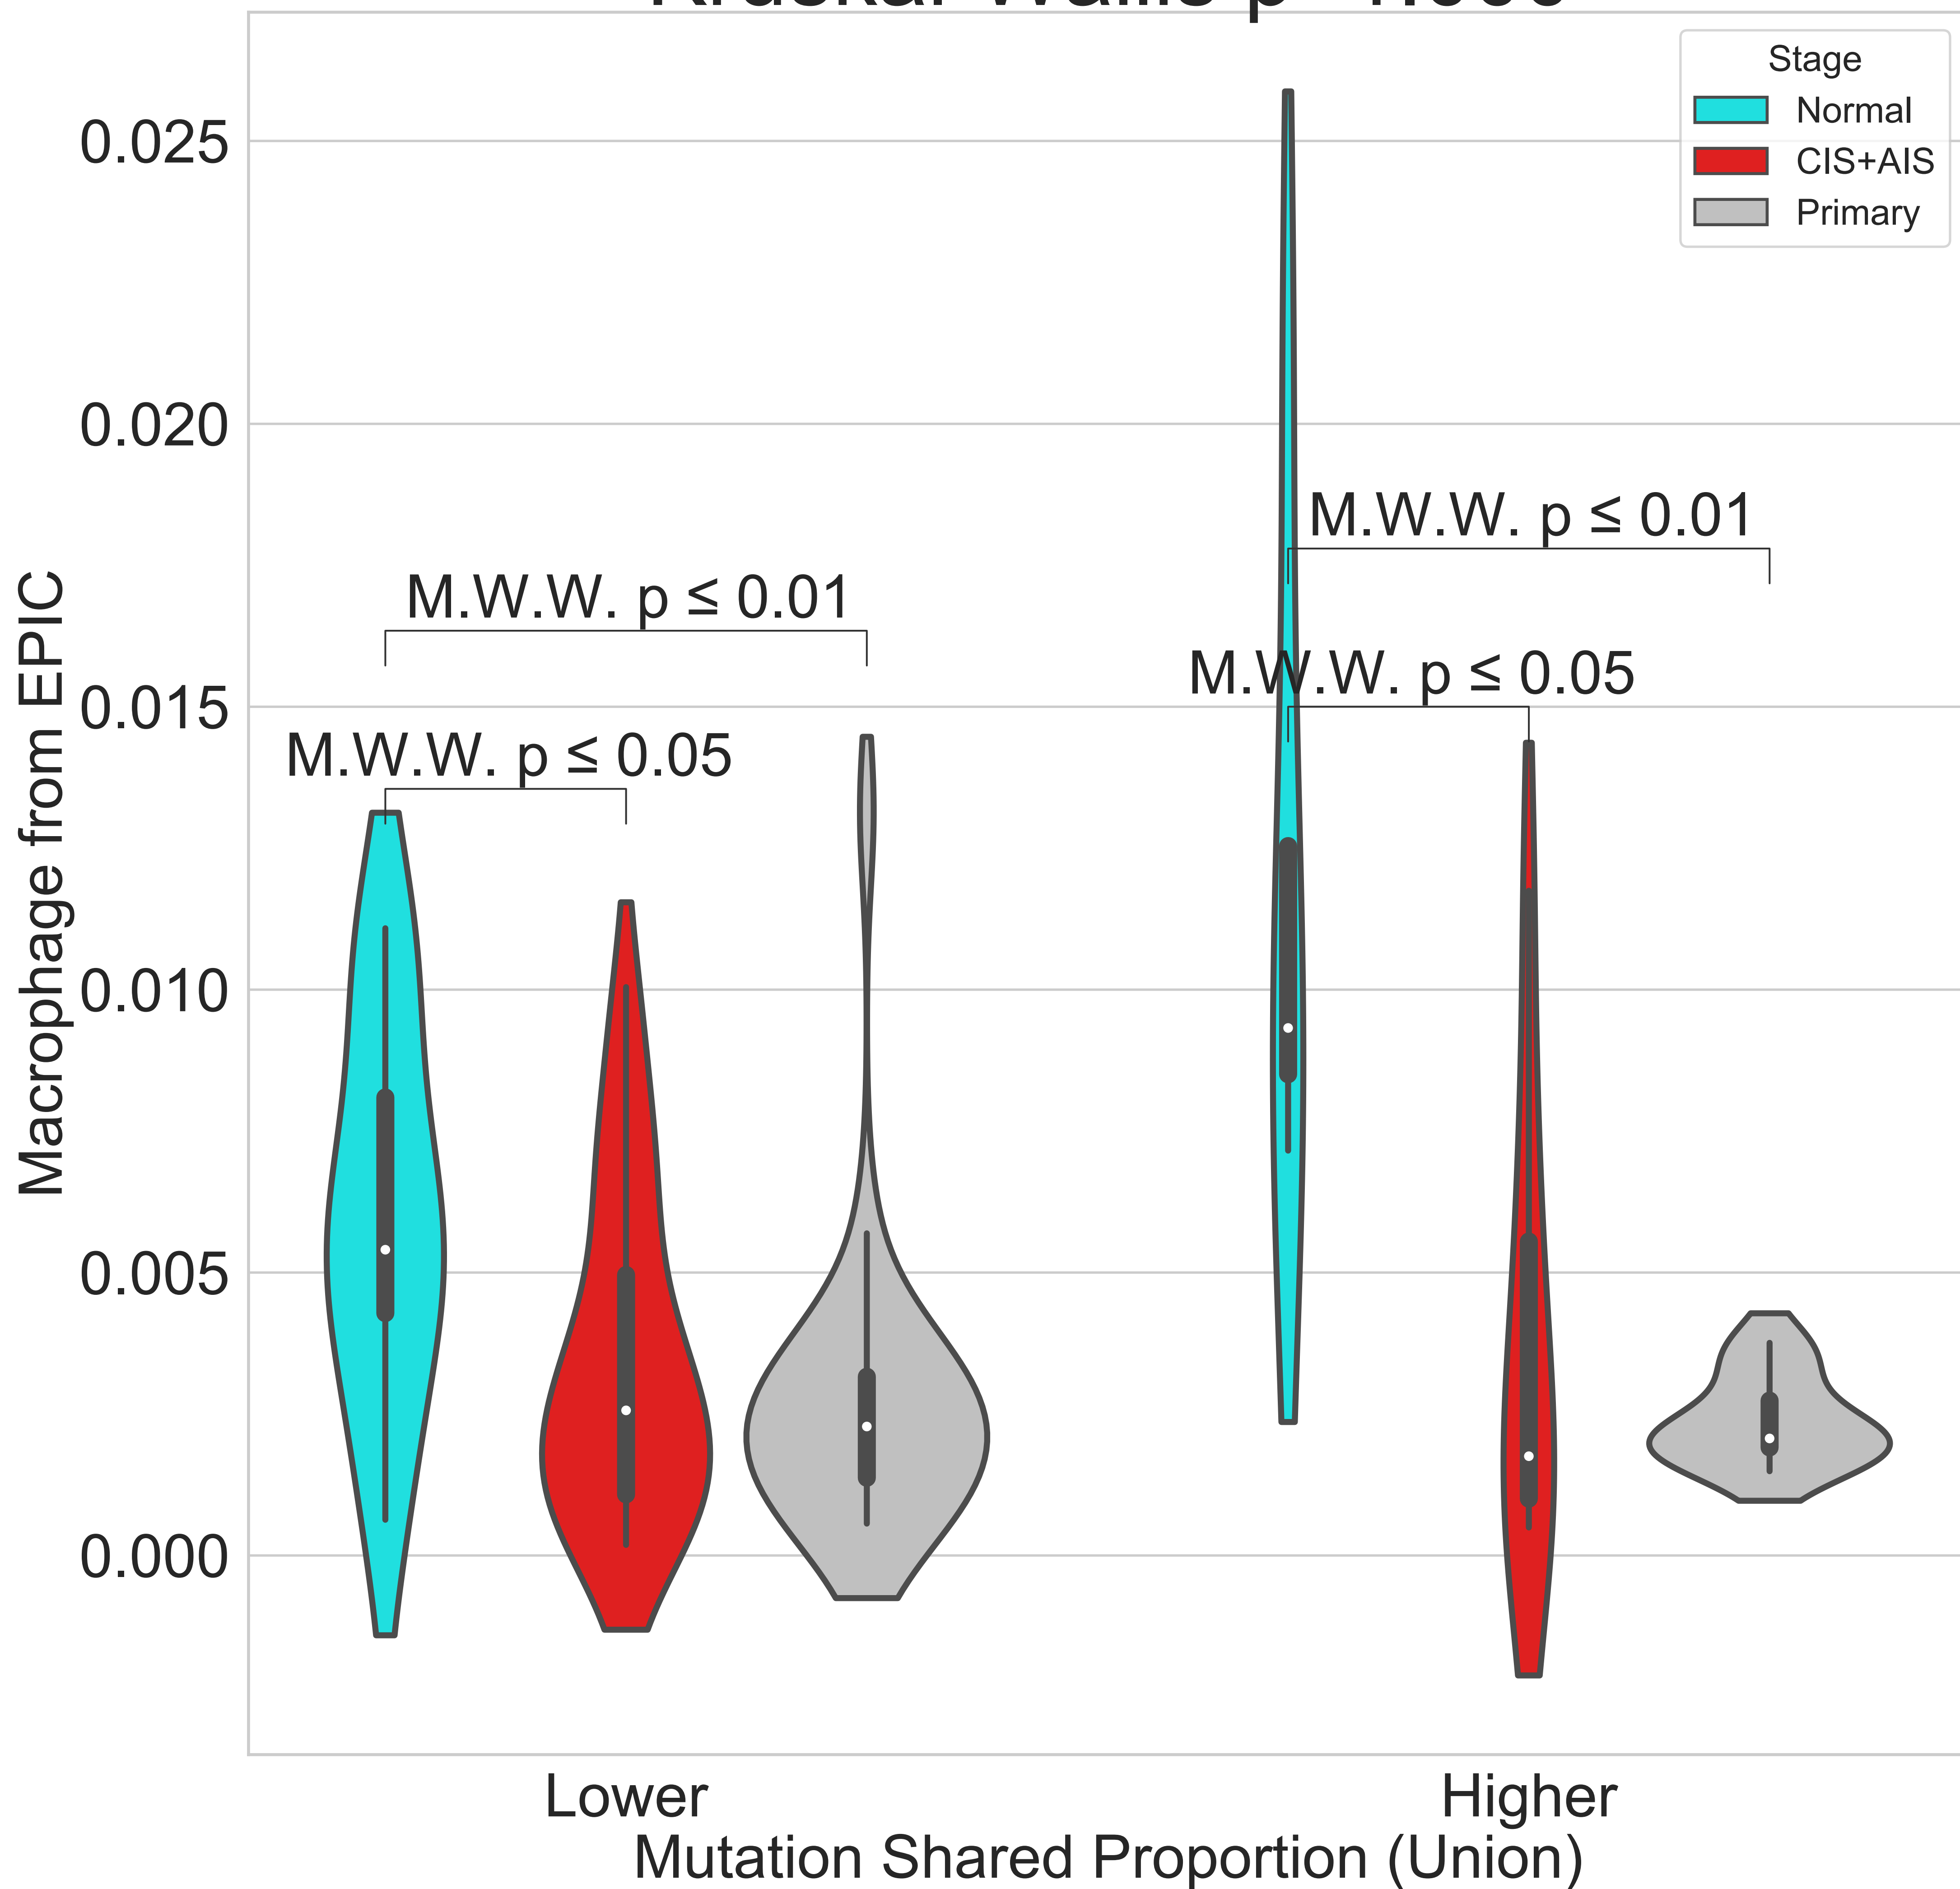 Stage
Normal
CIS+AIS
Primary
0.025
0.020
0.015
0.010
0.005
0.000
Macrophage from EPIC
M.W.W. p ≤ 0.01
M.W.W. p ≤ 0.01
M.W.W. p ≤ 0.05
M.W.W. p ≤ 0.05
Lower
Higher
Mutation Shared Proportion (Union)